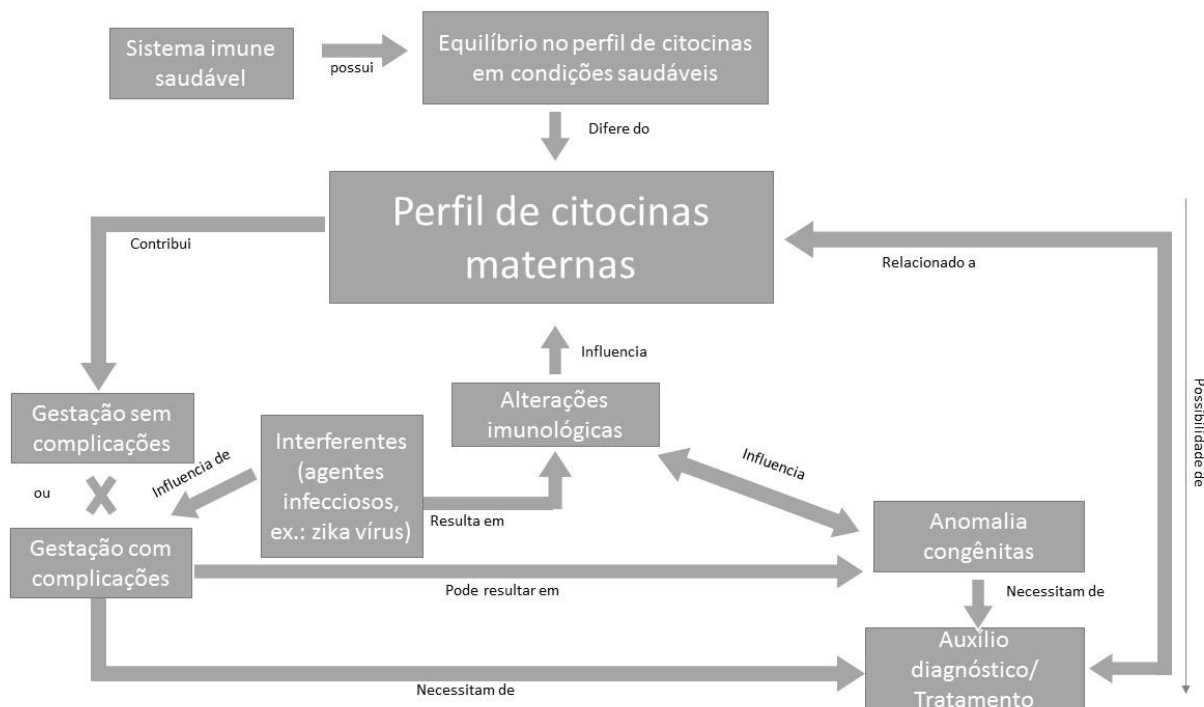 Sistema imune
saudável
possui
Equilíbrio no perfil de citocinas
em condições saudáveis
Difere do
Perfil de citocinas
maternas
Contribui
Relacionado a
Influencia
Gestação sem
complicações
ou
Influencia de
Interferentes
(agentes
infecciosos,
ex.: zika vírus)
Resulta em
Alterações
imunológicas
Influencia
Possibilidade de
Gestação com
complicações
Pode resultar em
Anomalia
congênitas
Necessitam de
Necessitam de
Auxílio
diagnóstico/
Tratamento